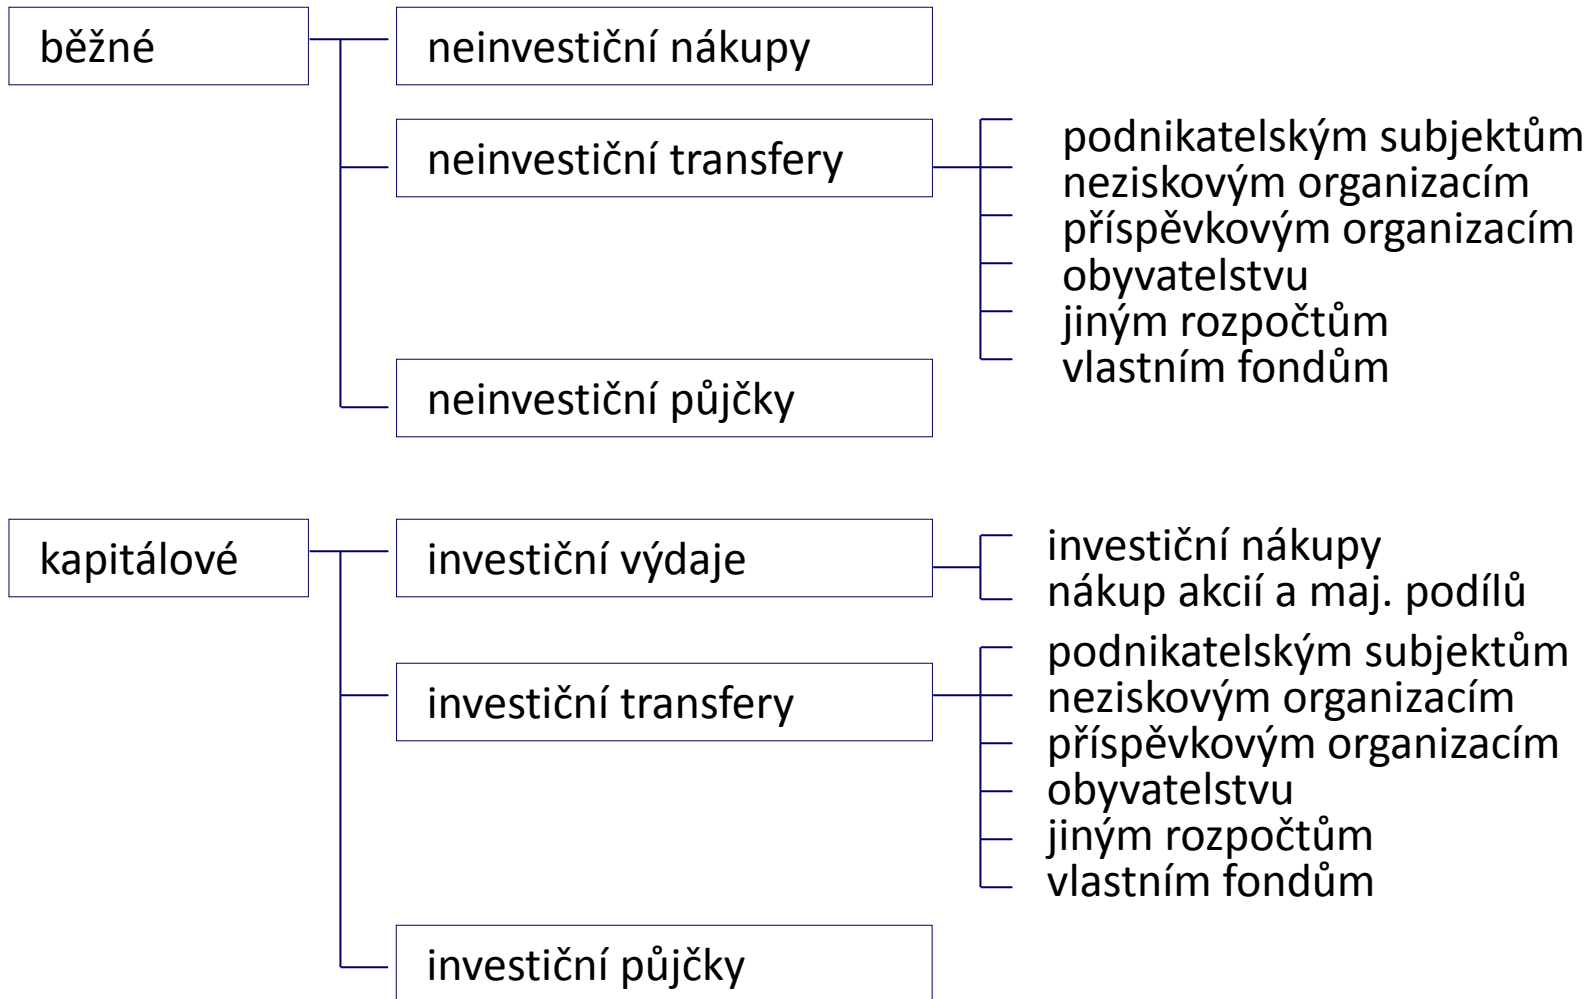 běžné
neinvestiční nákupy
neinvestiční transfery
podnikatelským subjektům
neziskovým organizacím
příspěvkovým organizacím
obyvatelstvu
jiným rozpočtům
vlastním fondům
neinvestiční půjčky
kapitálové
investiční výdaje
investiční nákupy
nákup akcií a maj. podílů
investiční transfery
podnikatelským subjektům
neziskovým organizacím
příspěvkovým organizacím
obyvatelstvu
jiným rozpočtům
vlastním fondům
investiční půjčky